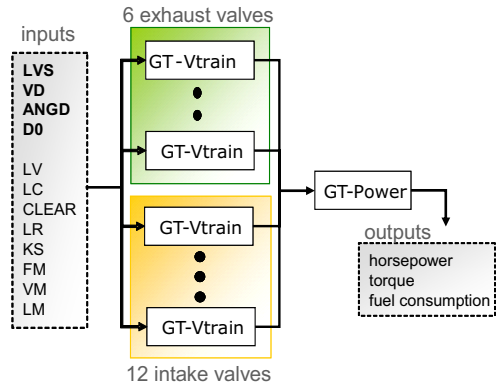 6 exhaust valves
inputs
LVS
VD
ANGD
D0
LV
LC
CLEAR
LR
KS
FM
VM
LM
GT-Vtrain
GT-Vtrain
GT-Vtrain
GT-Vtrain
12 intake valves
GT-Power
outputs
horsepower
torque
fuel consumption